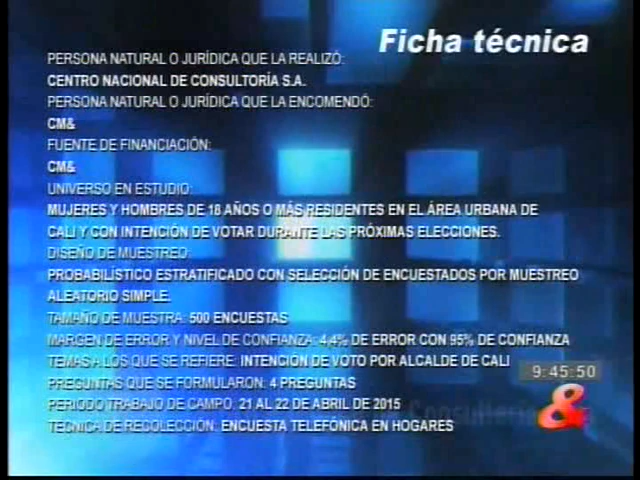 Ficha técnica
PERSONA NATURAL O JURÍDICA QUE LA REALIZÓ:
CENTRO NACIONAL DE CONSULTORÍA S.A.
PERSONA NATURAL O JURÍDICA QUE LA ENCOMENDÓ:
CM&
FUENTE DE FINANCIACIÓN:
CM&
UNIVERSO EN ESTUDIO:
MUJERES Y HOMBRES DE 18 AÑOS O MÁS RESIDENTES EN EL ÁREA URBANA DE
CALI Y CON INTENCIÓN DE VOTAR DURANTE LAS PRÓXIMAS ELECCIONES.
DISEÑO DE MUESTREO:
PROBABILÍSTICO ESTRATIFICADO CON SELECCIÓN DE ENCUESTADOS POR MUESTREO
ALEATORIO SIMPLE.
TAMAÑO DE MUESTRA: 500 ENCUESTAS
MARGEN DE ERROR Y NIVEL DE CONFIANZA: 4,4% DE ERROR CON 95% DE CONFIANZA
TEMAS A LOS QUE SE REFIERE: INTENCIÓN DE VOTO POR ALCALDE DE CALI
9:45:50
PREGUNTAS QUE SE FORMULARON: 4 PREGUNTAS
PERIODO TRABAJO DE CAMPO: 21 AL 22 DE ABRIL DE 2015
&
TÉCNICA DE RECOLECCIÓN: ENCUESTA TELEFÓNICA EN HOGARES